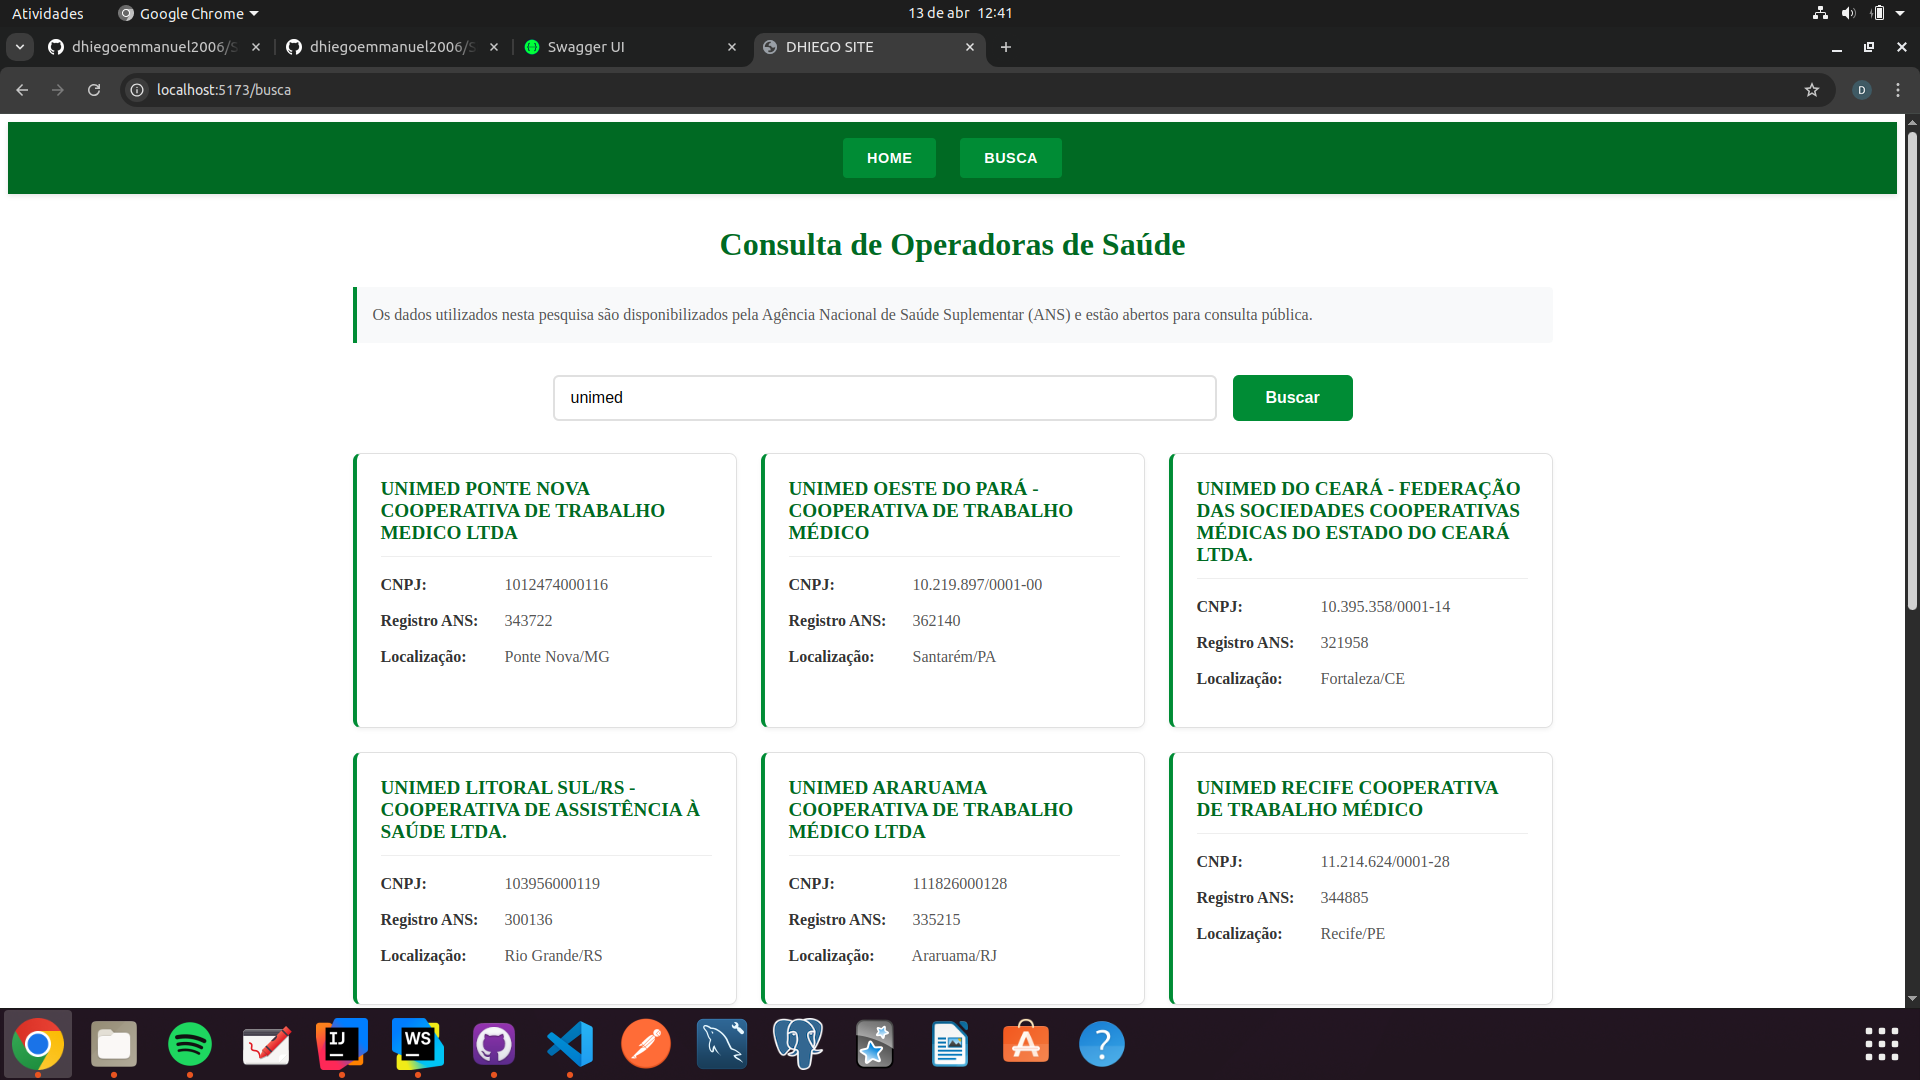 Atividades
Google Chrome
13 de abr 12:41
dhiegoemmanuel2006/S
dhiegoemmanuel2006/S
Swagger UI
DHIEGO SITE
localhost:5173/busca
D
HOME
BUSCA
Consulta de Operadoras de Saúde
Os dados utilizados nesta pesquisa são disponibilizados pela Agência Nacional de Saúde Suplementar (ANS) e estão abertos para consulta pública.
unimed
Buscar
UNIMED PONTE NOVA
COOPERATIVA DE TRABALHO
MEDICO LTDA
CNPJ: 1012474000116
Registro ANS: 343722
Localização: Ponte Nova/MG
UNIMED OESTE DO PARÁ -
COOPERATIVA DE TRABALHO
MÉDICO
CNPJ: 10.219.897/0001-00
Registro ANS: 362140
Localização: Santarém/PA
UNIMED DO CEARÁ - FEDERAÇÃO
DAS SOCIEDADES COOPERATIVAS
MÉDICAS DO ESTADO DO CEARÁ
LTDA.
CNPJ: 10.395.358/0001-14
Registro ANS: 321958
Localização: Fortaleza/CE
UNIMED LITORAL SUL/RS -
COOPERATIVA DE ASSISTÊNCIA À
SAÚDE LTDA.
CNPJ: 103956000119
Registro ANS: 300136
Localização: Rio Grande/RS
UNIMED ARARUAMA
COOPERATIVA DE TRABALHO
MÉDICO LTDA
CNPJ: 111826000128
Registro ANS: 335215
Localização: Araruama/RJ
UNIMED RECIFE COOPERATIVA
DE TRABALHO MÉDICO
CNPJ: 11.214.624/0001-28
Registro ANS: 344885
Localização: Recife/PE
IJ
WS
A
?